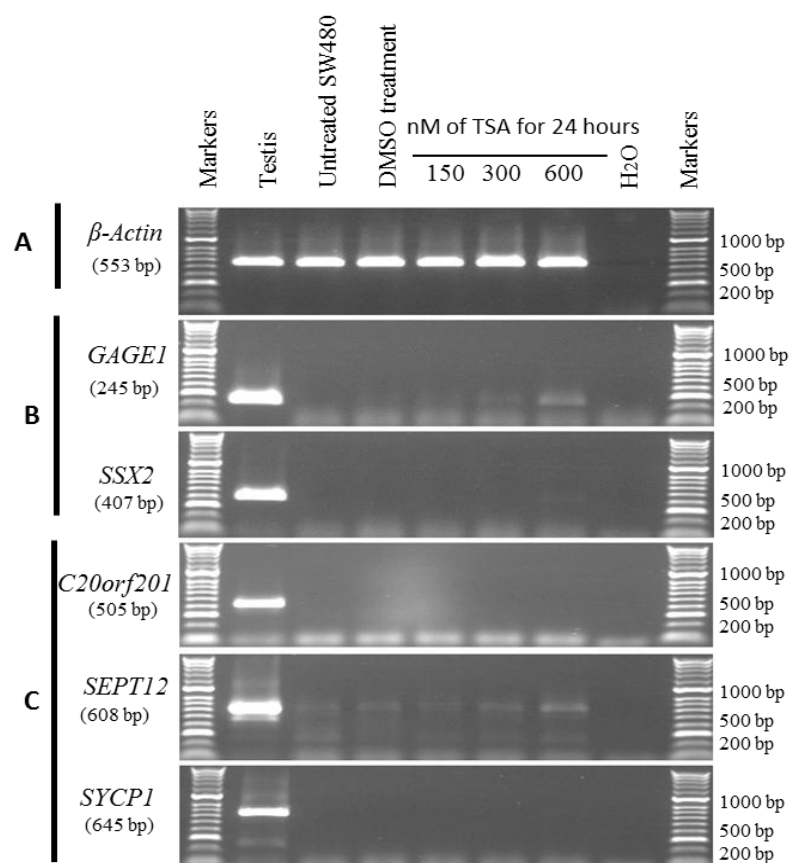 Markers
Testis
Untreated SW480
DMSO treatment
nM of TSA for 24 hours
150 300 600
H2O
Markers
A
β-Actin
(553 bp)
1000 bp
500 bp
200 bp
B
GAGE1
(245 bp)
1000 bp
500 bp
200 bp
SSX2
(407 bp)
1000 bp
500 bp
200 bp
C
C20orf201
(505 bp)
1000 bp
500 bp
200 bp
SEPT12
(608 bp)
1000 bp
500 bp
200 bp
SYCP1
(645 bp)
1000 bp
500 bp
200 bp